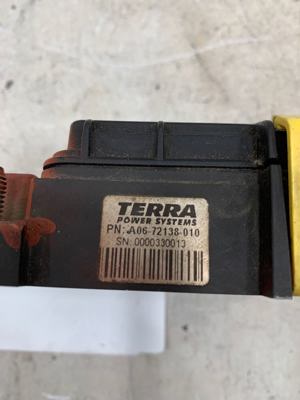 TERRA
POWER SYSTEMS
PN: A06-72138-010
SN: 0000330013